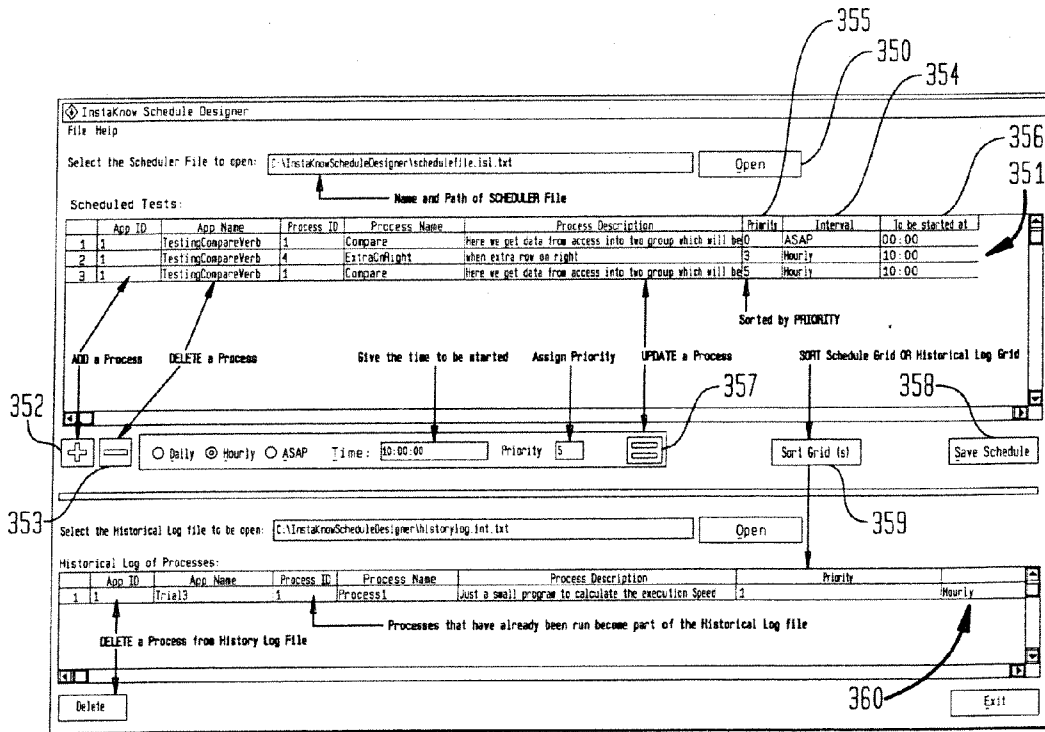 355
350
354
356
351
InstaKnow Schedule Designer
File Help
Select the Scheduler File to open: C:\InstaKnowScheduleDesigner\schedulefile.isl.txt Open
Name and Path of SCHEDULER File
Scheduled Tests:
App ID App Name Process ID Process Name Process Description Priority Interval To be started at
1 1 TestingCompareVerb 1 Compare Here we get data from access into two group which will be 0 ASAP 00:00
2 1 TestingCompareVerb 4 ExtraOnRight when extra row on right 3 Hourly 10:00
3 1 TestingCompareVerb 1 Compare Here we get data from access into two group which will be 5 Hourly 10:00
Sorted by PRIORITY
ADD a Process DELETE a Process Give the time to be started Assign Priority UPDATE a Process SORT Schedule Grid OR Historical Log Grid
352
357
358
Daily Hourly ASAP Time: 10:00:00 Priority 5 Sort Grid (s) Save Schedule
353
359
Select the Historical Log file to be open: C:\InstaKnowScheduleDesigner\historylog.int.txt Open
Historical Log of Processes:
App ID App Name Process ID Process Name Process Description Priority
1 1 Trial3 1 Process1 Just a small program to calculate the execution Speed 1 Hourly
Processes that have already been run become part of the Historical Log file
DELETE a Process from History Log File
360
Delete Exit